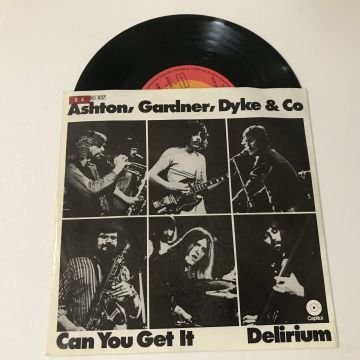 Ashton, Gardner, Dyke & Co
Can You Get It Delirium
Capitol